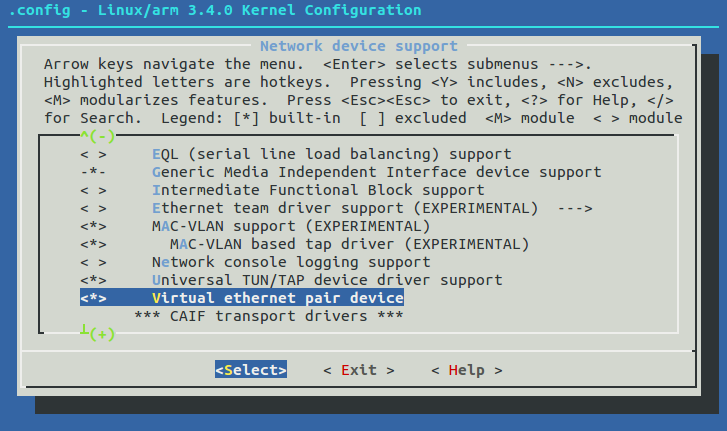 .config - Linux/arm 3.4.0 Kernel Configuration
Network device support
Arrow keys navigate the menu.  <Enter> selects submenus --->.
Highlighted letters are hotkeys.  Pressing <Y> includes, <N> excludes,
<M> modularizes features.  Press <Esc><Esc> to exit, <?> for Help, </>
for Search.  Legend: [*] built-in  [ ] excluded  <M> module  < > module
^(-)
< >     EQL (serial line load balancing) support
-*-     Generic Media Independent Interface device support
< >     Intermediate Functional Block support
< >     Ethernet team driver support (EXPERIMENTAL)  --->
<*>     MAC-VLAN support (EXPERIMENTAL)
<*>       MAC-VLAN based tap driver (EXPERIMENTAL)
< >     Network console logging support
<*>     Universal TUN/TAP device driver support
<*>     Virtual ethernet pair device
*** CAIF transport drivers ***
┴(+)
<Select>    < Exit >    < Help >